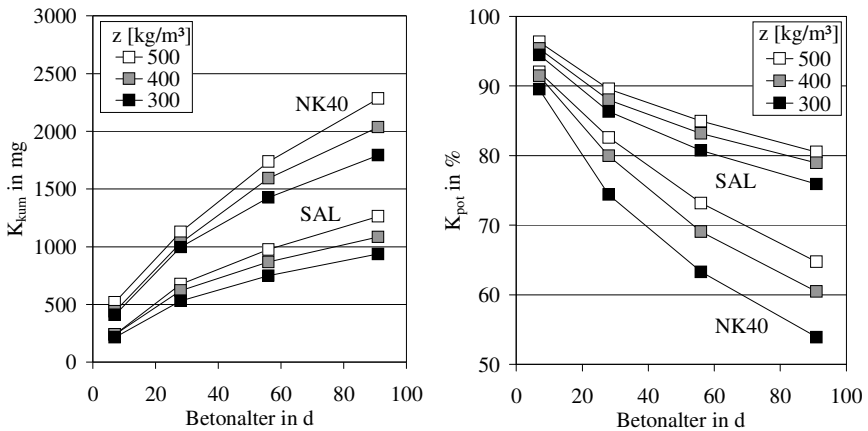 3000
2500
2000
1500
1000
500
0
K_kum in mg
z [kg/m³]
500
400
300
NK40
SAL
0 20 40 60 80 100
Betonalter in d
100
90
80
70
60
50
K_pot in %
z [kg/m³]
500
400
300
SAL
NK40
0 20 40 60 80 100
Betonalter in d